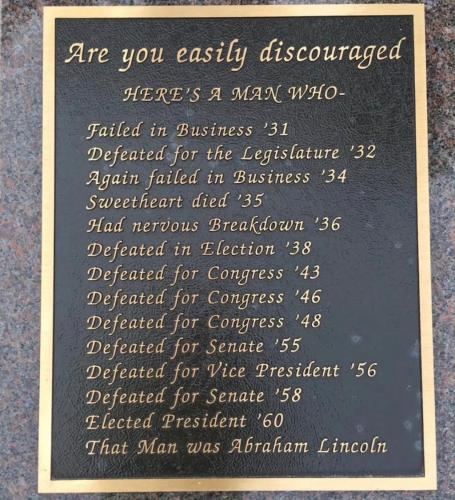 Are you easily discouraged
HERE'S A MAN WHO-
Failed in Business '31
Defeated for the Legislature '32
Again failed in Business '34
Sweetheart died '35
Had nervous Breakdown '36
Defeated in Election '38
Defeated for Congress '43
Defeated for Congress '46
Defeated for Congress '48
Defeated for Senate '55
Defeated for Vice President '56
Defeated for Senate '58
Elected President '60
That Man was Abraham Lincoln